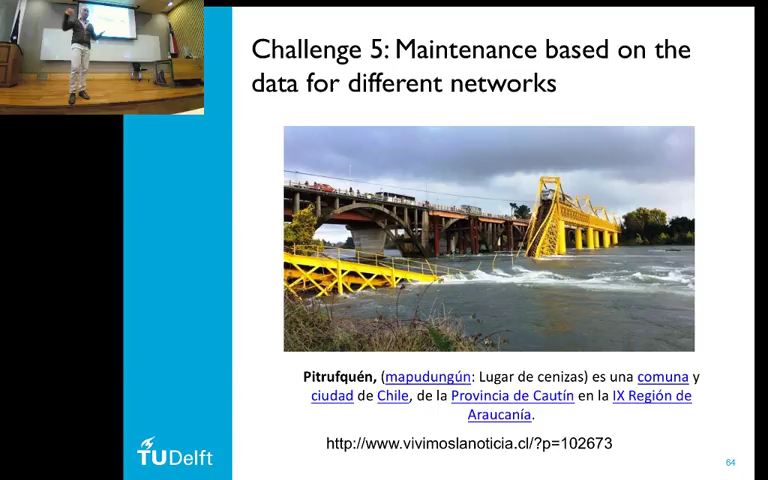 Challenge 5: Maintenance based on the
data for different networks
Pitrufquén, (mapudungún: Lugar de cenizas) es una comuna y
ciudad de Chile, de la Provincia de Cautín en la IX Región de
Araucanía.
http://www.vivimoslanoticia.cl/?p=102673
TUDelft
64